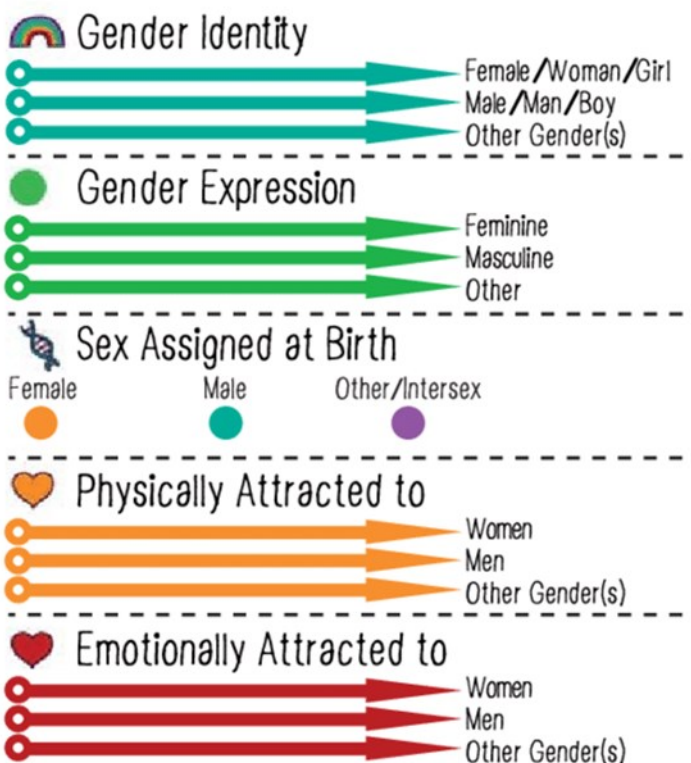 Gender Identity
Female/Woman/Girl
Male/Man/Boy
Other Gender(s)
Gender Expression
Feminine
Masculine
Other
Sex Assigned at Birth
Female Male Other/Intersex
Physically Attracted to
Women
Men
Other Gender(s)
Emotionally Attracted to
Women
Men
Other Gender(s)